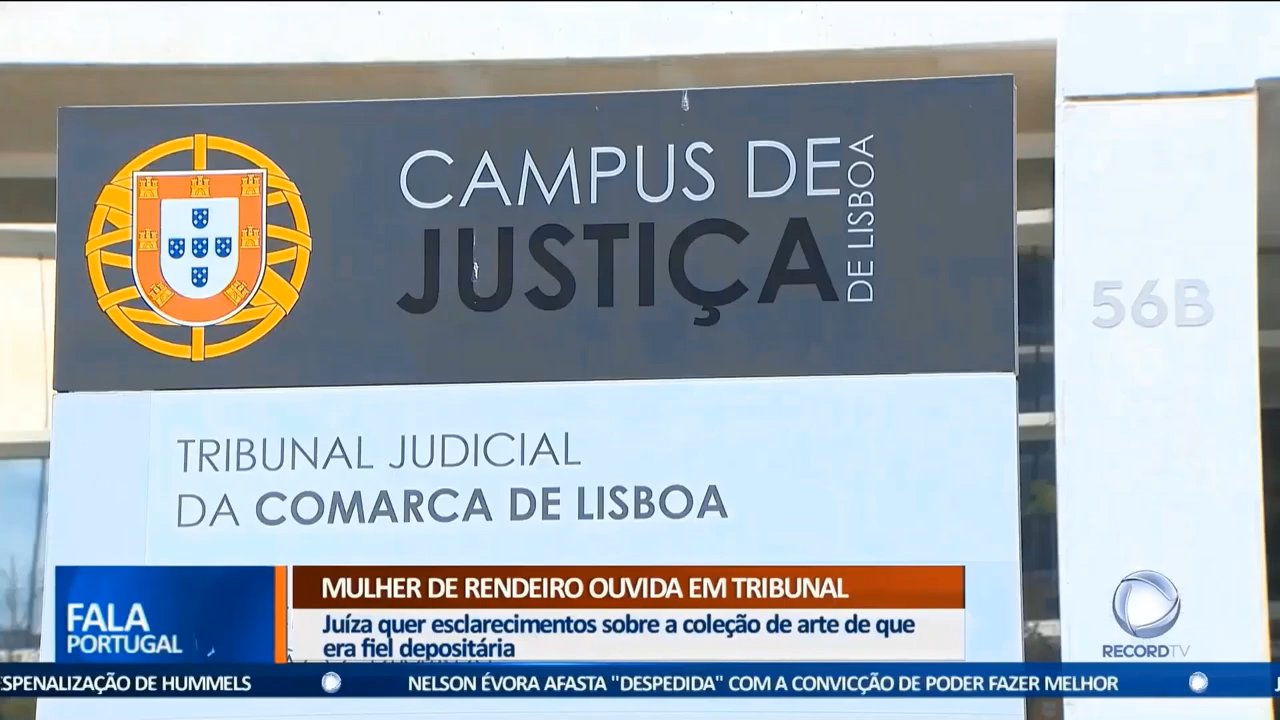 CAMPUS DE
JUSTIÇA
DE LISBOA
56B
TRIBUNAL JUDICIAL
DA COMARCA DE LISBOA
FALA
PORTUGAL
MULHER DE RENDEIRO OUVIDA EM TRIBUNAL
Juíza quer esclarecimentos sobre a coleção de arte de que
era fiel depositária
RECORDTV
ESPENALIZAÇÃO DE HUMMELS
NELSON ÉVORA AFASTA "DESPEDIDA" COM A CONVICÇÃO DE PODER FAZER MELHOR